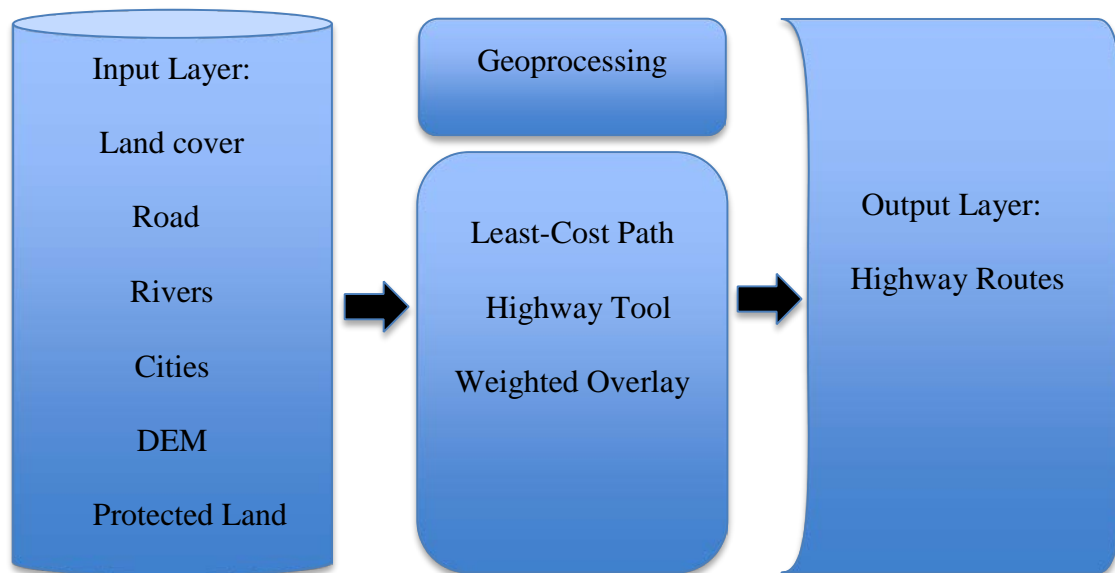 Input Layer:
Land cover
Road
Rivers
Cities
DEM
Protected Land
Geoprocessing
Least-Cost Path
Highway Tool
Weighted Overlay
Output Layer:
Highway Routes